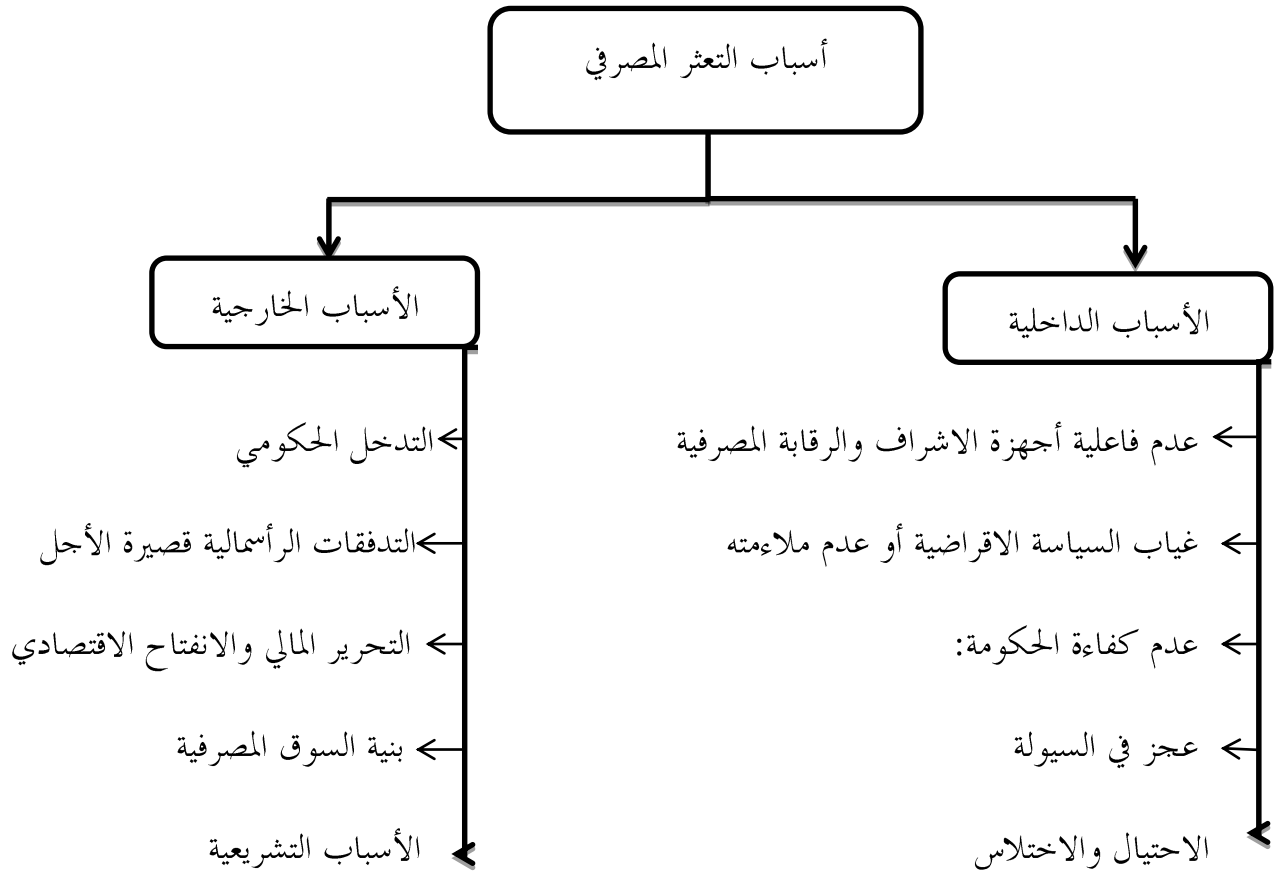 أسباب التعثر المصرفي
الأسباب الداخلية
عدم فاعلية أجهزة الاشراف والرقابة المصرفية
غياب السياسة الاقراضية أو عدم ملاءمته
عدم كفاءة الحكومة:
عجز في السيولة
الاحتيال والاختلاس
الأسباب الخارجية
التدخل الحكومي
التدفقات الرأسمالية قصيرة الأجل
التحرير المالي والانفتاح الاقتصادي
بنية السوق المصرفية
الأسباب التشريعية